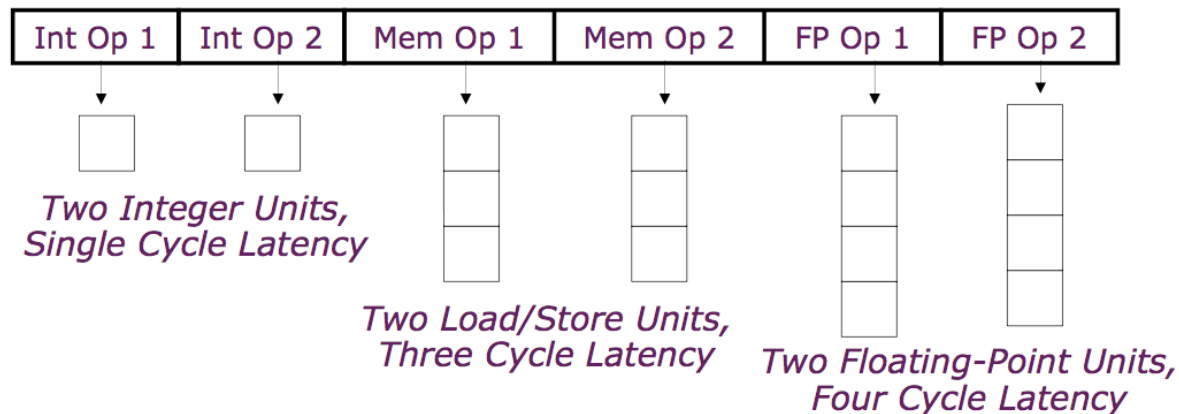 Int Op 1 Int Op 2 Mem Op 1 Mem Op 2 FP Op 1 FP Op 2
Two Integer Units,
Single Cycle Latency
Two Load/Store Units,
Three Cycle Latency
Two Floating-Point Units,
Four Cycle Latency